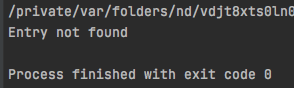 /private/var/folders/nd/vdjt8xts0ln0
Entry not found
Process finished with exit code 0